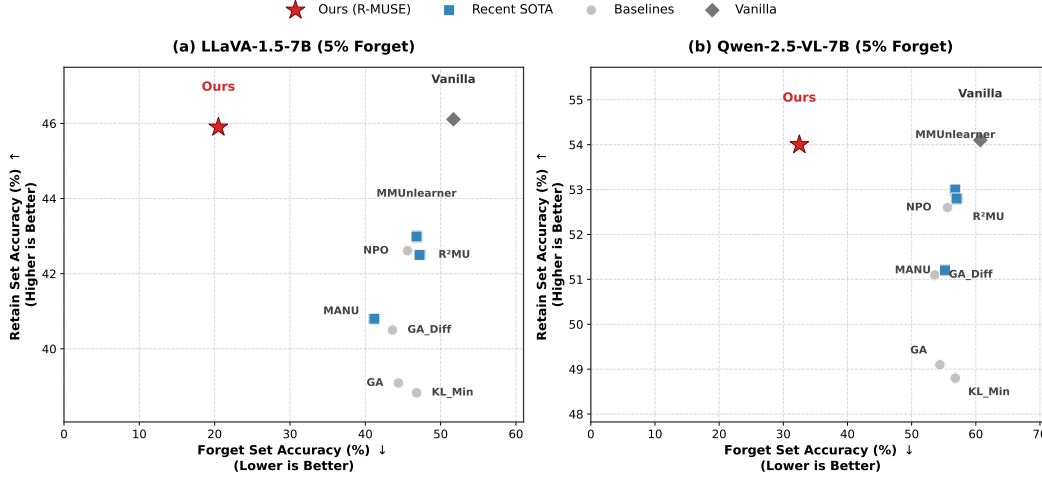 Ours (R-MUSE) Recent SOTA Baselines Vanilla
(a) LLaVA-1.5-7B (5% Forget)
Retain Set Accuracy (%) ↑
(Higher is Better)
46
44
42
40
Ours
Vanilla
MMUnlearner
NPO
R²MU
MANU
GA_Diff
GA
KL_Min
0 10 20 30 40 50 60
Forget Set Accuracy (%) ↓
(Lower is Better)
(b) Qwen-2.5-VL-7B (5% Forget)
Retain Set Accuracy (%) ↑
(Higher is Better)
55
54
53
52
51
50
49
48
Ours
Vanilla
MMUnlearner
NPO
R²MU
MANU
GA_Diff
GA
KL_Min
0 10 20 30 40 50 60 70
Forget Set Accuracy (%) ↓
(Lower is Better)